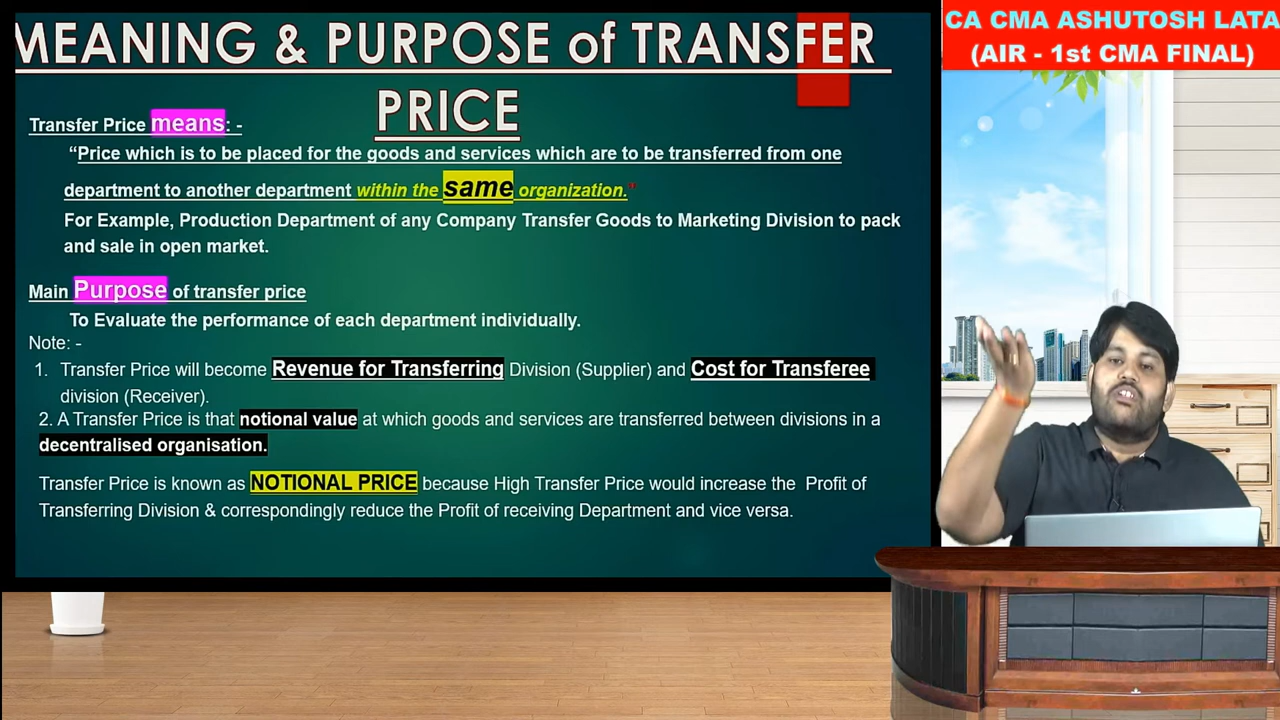 MEANING & PURPOSE of TRANSFER
PRICE
CA CMA ASHUTOSH LATA
(AIR - 1st CMA FINAL)
Transfer Price means: -
“Price which is to be placed for the goods and services which are to be transferred from one
department to another department within the same organization.”
For Example, Production Department of any Company Transfer Goods to Marketing Division to pack
and sale in open market.
Main Purpose of transfer price
To Evaluate the performance of each department individually.
Note: -
1. Transfer Price will become Revenue for Transferring Division (Supplier) and Cost for Transferee
division (Receiver).
2. A Transfer Price is that notional value at which goods and services are transferred between divisions in a
decentralised organisation.
Transfer Price is known as NOTIONAL PRICE because High Transfer Price would increase the Profit of
Transferring Division & correspondingly reduce the Profit of receiving Department and vice versa.